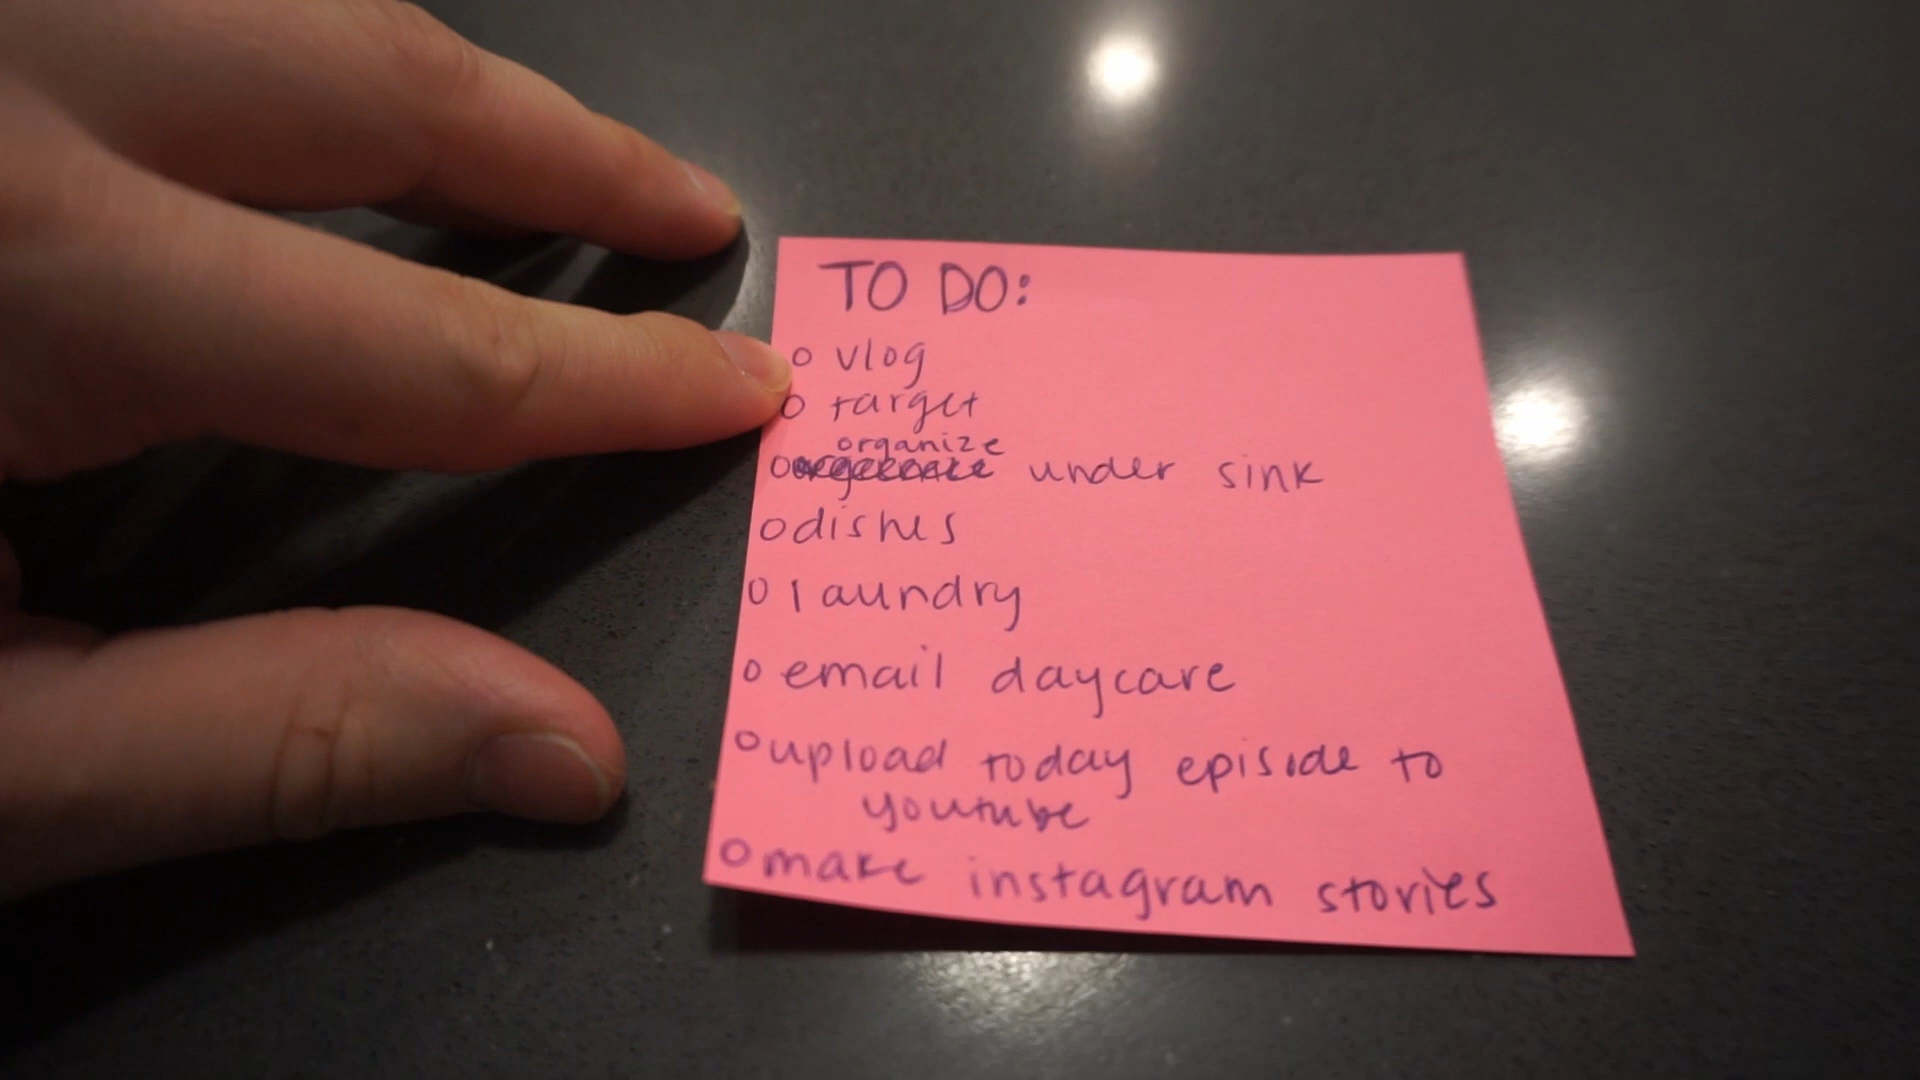 TO DO:
o vlog
o target
organize
o under sink
o dishes
o laundry
o email daycare
o upload today episode to
youtube
o make instagram stories